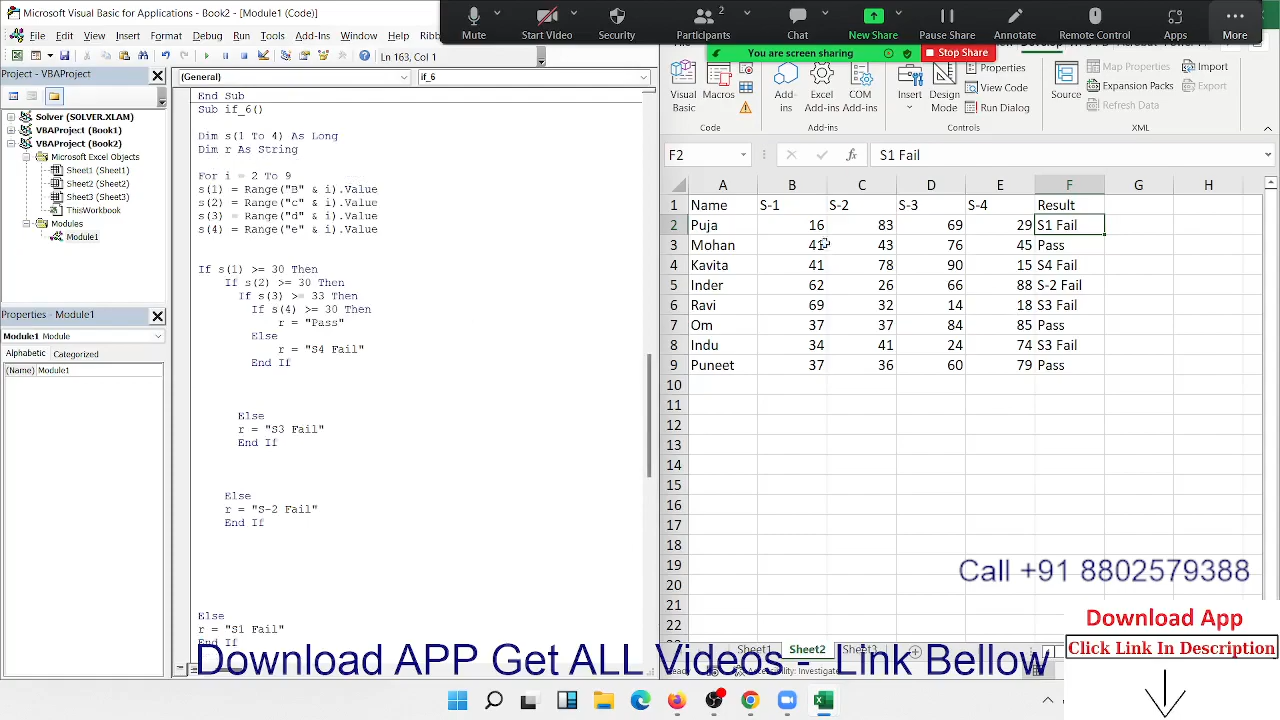 Microsoft Visual Basic for Applications - Book2 - [Module1 (Code)]
File Edit View Insert Format Debug Run Tools Add-Ins Window Help
Ln 163, Col 1
Mute Start Video Security Participants 2 Chat New Share Pause Share Annotate Remote Control Apps More
You are screen sharing Stop Share
Project - VBAProject
Solver (SOLVER.XLAM)
VBAProject (Book1)
VBAProject (Book2)
Microsoft Excel Objects
Sheet1 (Sheet1)
Sheet2 (Sheet2)
Sheet3 (Sheet3)
ThisWorkbook
Modules
Module1
Properties - Module1
Module1 Module
Alphabetic Categorized
(Name) Module1
(General) if_6
End Sub
Sub if_6()
Dim s(1 To 4) As Long
Dim r As String
For i = 2 To 9
s(1) = Range("B" & i).Value
s(2) = Range("c" & i).Value
s(3) = Range("d" & i).Value
s(4) = Range("e" & i).Value
If s(1) >= 30 Then
If s(2) >= 30 Then
If s(3) >= 33 Then
If s(4) >= 30 Then
r = "Pass"
Else
r = "S4 Fail"
End If
Else
r = "S3 Fail"
End If
Else
r = "S-2 Fail"
End If
Else
r = "S1 Fail"
End If
Visual Basic Macros Add-ins Excel Add-ins COM Add-ins Insert Design Mode Properties View Code Run Dialog Source Map Properties Expansion Packs Refresh Data Import Export
Code Add-ins Controls XML
F2 fx S1 Fail
A B C D E F G H
1 Name S-1 S-2 S-3 S-4 Result
2 Puja 16 83 69 29 S1 Fail
3 Mohan 41 43 76 45 Pass
4 Kavita 41 78 90 15 S4 Fail
5 Inder 62 26 66 88 S-2 Fail
6 Ravi 69 32 14 18 S3 Fail
7 Om 37 37 84 85 Pass
8 Indu 34 41 24 74 S3 Fail
9 Puneet 37 36 60 79 Pass
10
11
12
13
14
15
16
17
18
19
20
21
22
Call +91 8802579388
Download App
Click Link In Description
Sheet1 Sheet2 Sheet3
Accessibility: Investigate
Download APP Get ALL Videos - Link Bellow